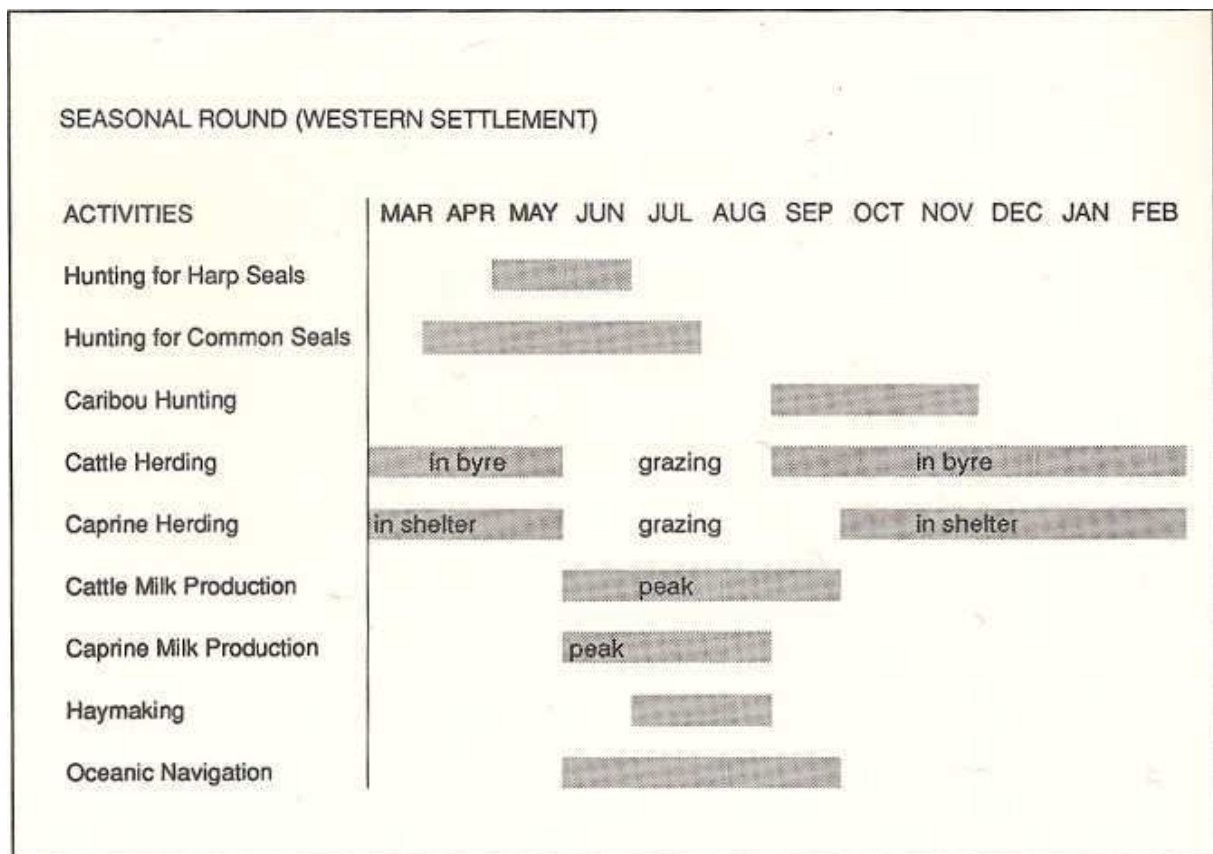 SEASONAL ROUND (WESTERN SETTLEMENT)
ACTIVITIES MAR APR MAY JUN JUL AUG SEP OCT NOV DEC JAN FEB
Hunting for Harp Seals
Hunting for Common Seals
Caribou Hunting
Cattle Herding in byre grazing in byre
Caprine Herding in shelter grazing in shelter
Cattle Milk Production peak
Caprine Milk Production peak
Haymaking
Oceanic Navigation